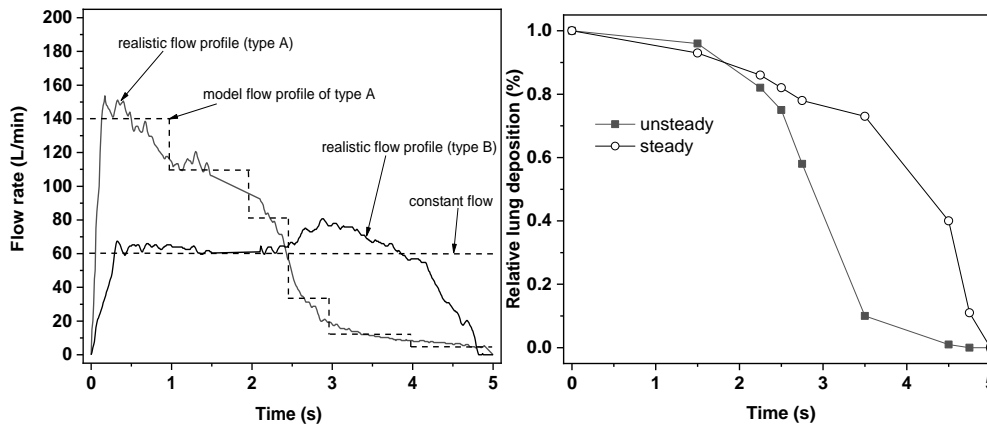 200
180
160
140
120
100
80
60
40
20
0
Flow rate (L/min)
realistic flow profile (type A)
model flow profile of type A
realistic flow profile (type B)
constant flow
0 1 2 3 4 5
Time (s)
1.0
0.8
0.6
0.4
0.2
0.0
Relative lung deposition (%)
unsteady
steady
0 1 2 3 4 5
Time (s)